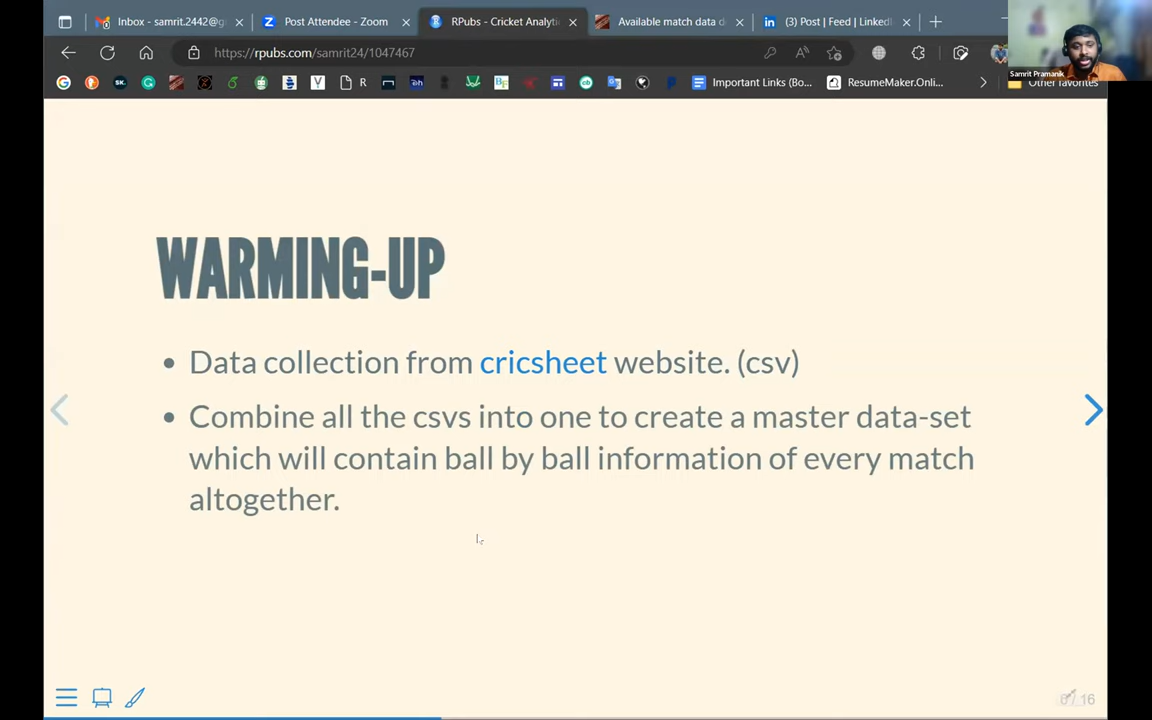 Inbox - samrit.2442@g
Post Attendee - Zoom
RPubs - Cricket Analyti
Available match data d
(3) Post | Feed | LinkedI
https://rpubs.com/samrit24/1047467
Samrit Pramanik
R
Important Links (Bo...
ResumeMaker.Onli...
Other favorites
WARMING-UP
• Data collection from cricsheet website. (csv)
• Combine all the csvs into one to create a master data-set
which will contain ball by ball information of every match
altogether.
/ 16